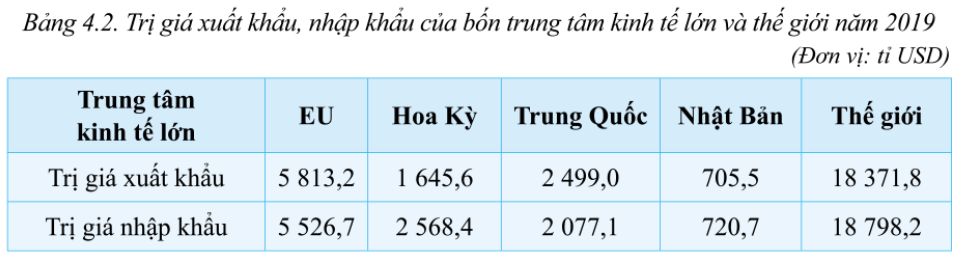 Bảng 4.2. Trị giá xuất khẩu, nhập khẩu của bốn trung tâm kinh tế lớn và thế giới năm 2019
(Đơn vị: tỉ USD)
Trung tâm kinh tế lớn EU Hoa Kỳ Trung Quốc Nhật Bản Thế giới
Trị giá xuất khẩu 5 813,2 1 645,6 2 499,0 705,5 18 371,8
Trị giá nhập khẩu 5 526,7 2 568,4 2 077,1 720,7 18 798,2